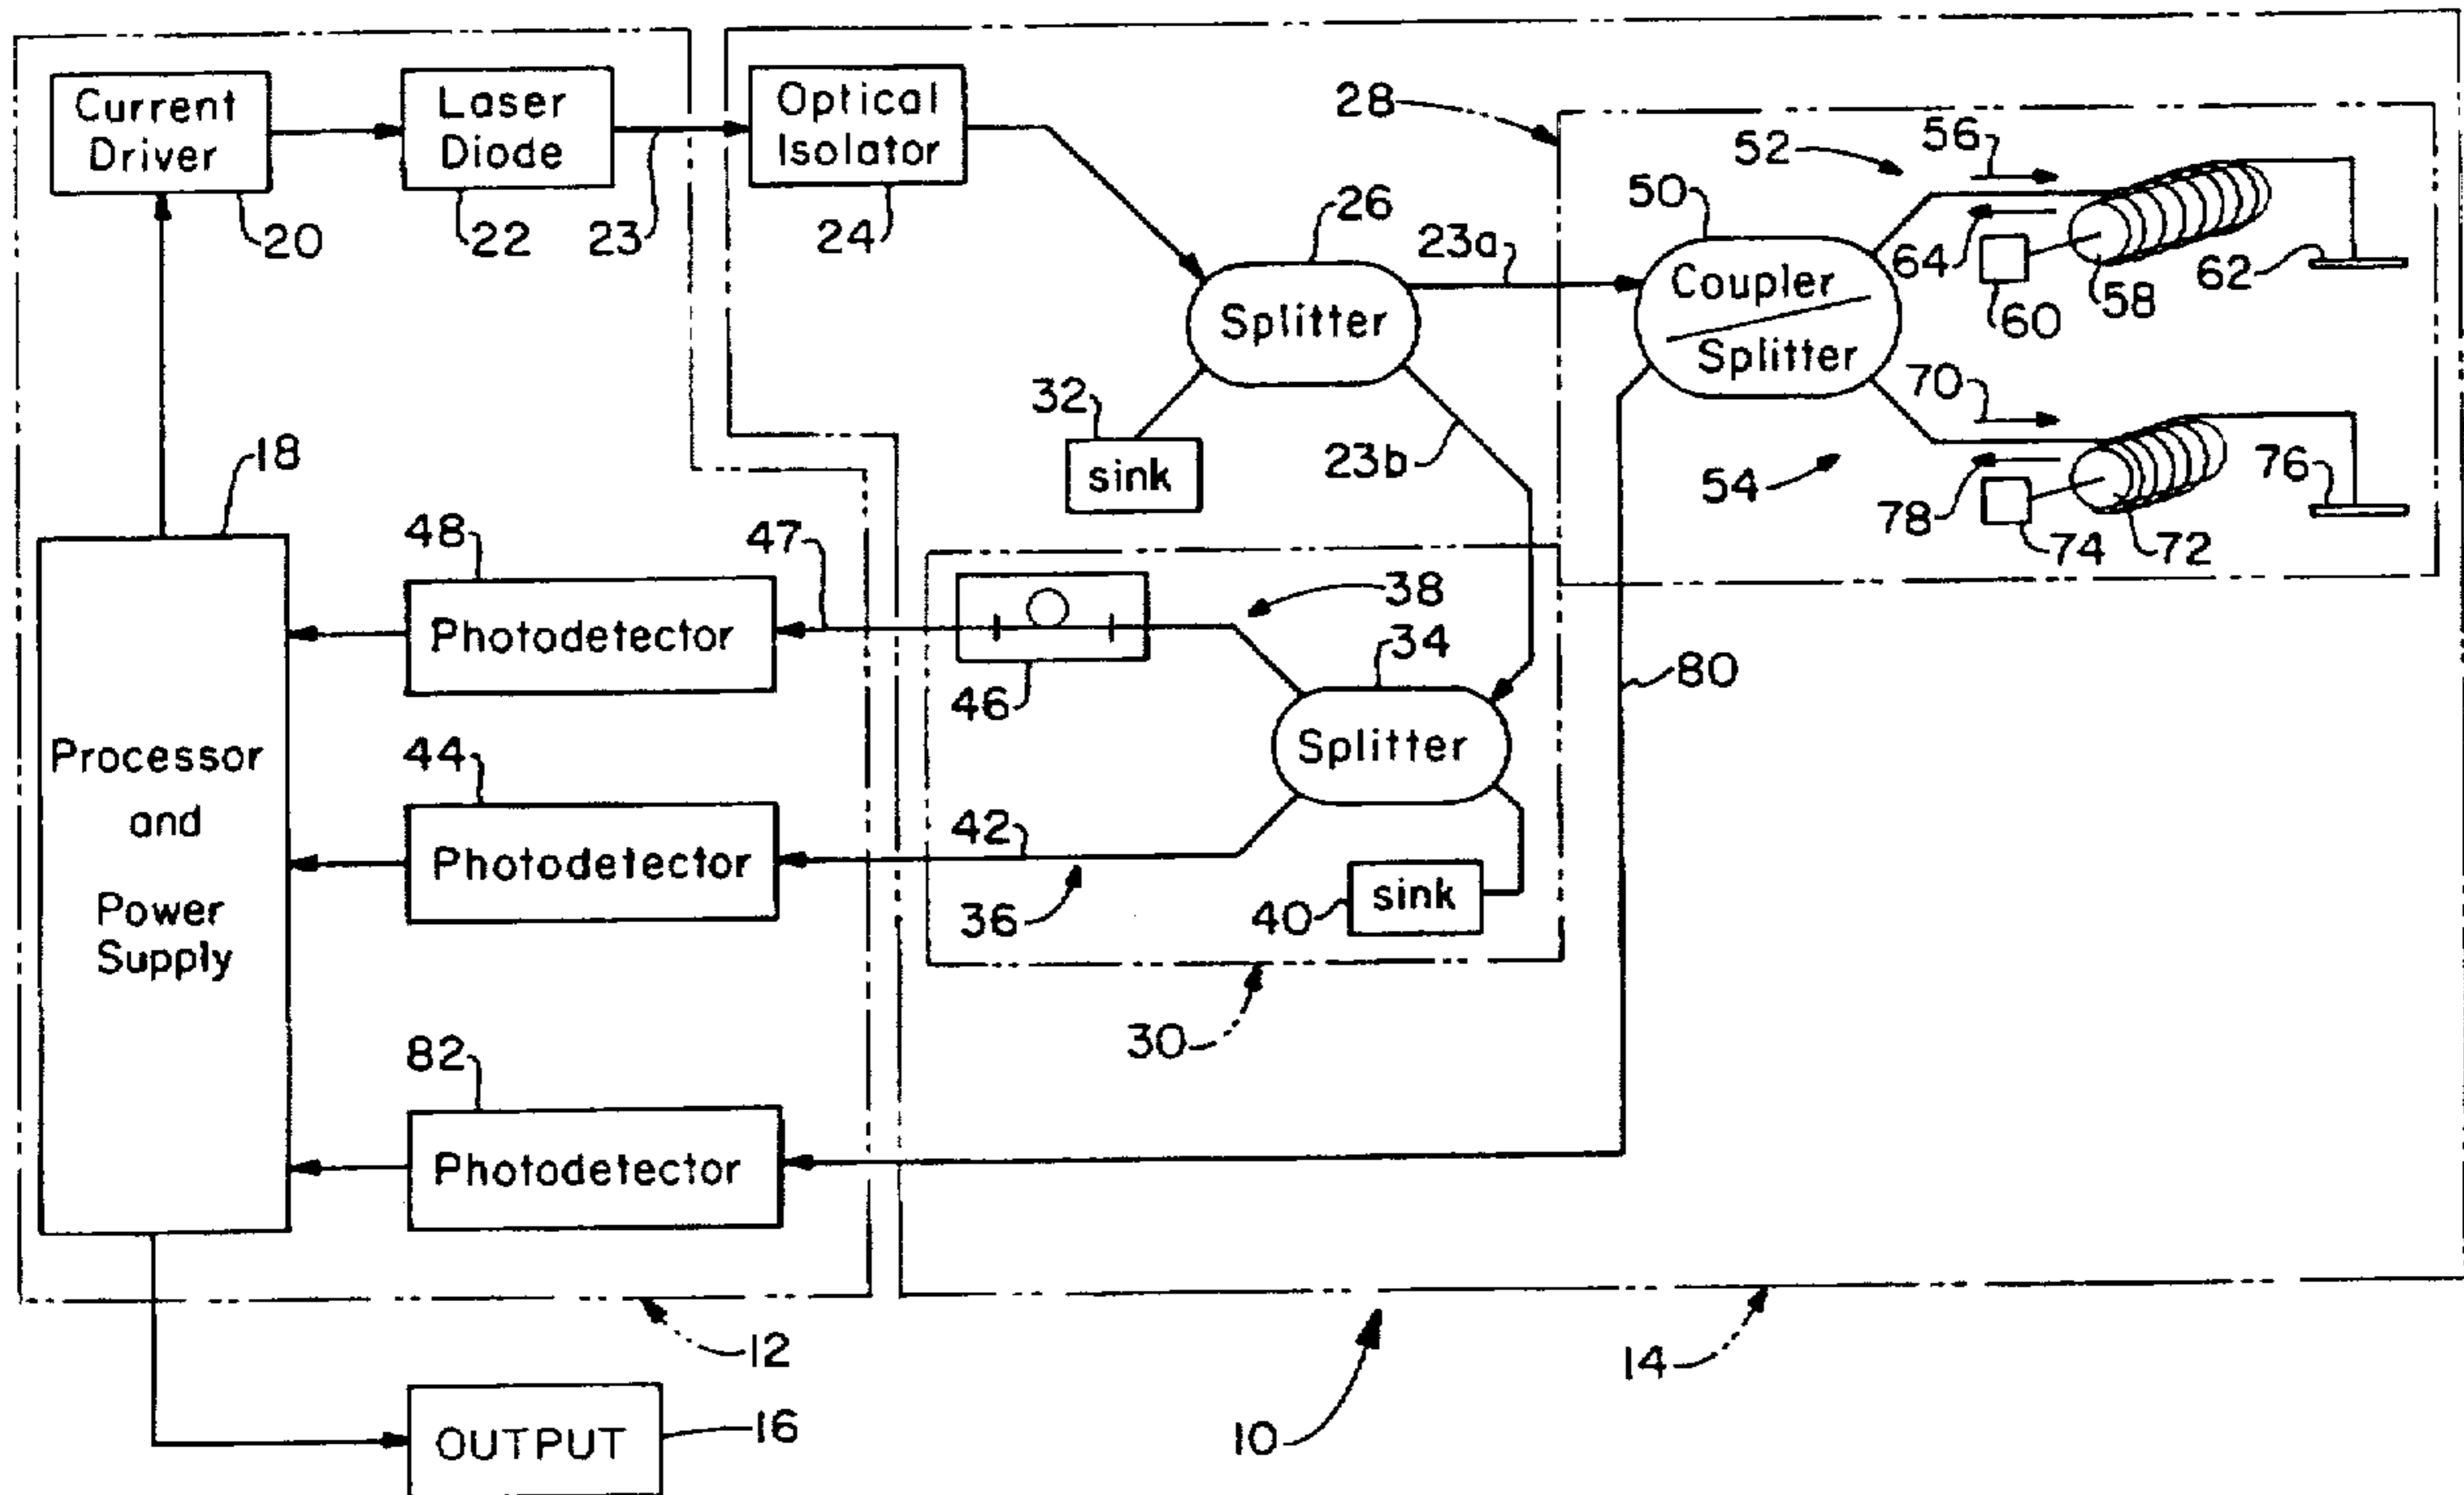 Current
Driver
Laser
Diode
Optical
Isolator
20
22
23
24
28
26
23a
50
52
56
64
60
58
62
Splitter
Coupler
Splitter
32
sink
23b
70
54
78
74
72
76
18
48
47
Photodetector
46
38
34
Splitter
80
Processor
and
Power
Supply
44
Photodetector
42
36
40
sink
30
82
Photodetector
12
14
10
OUTPUT
16